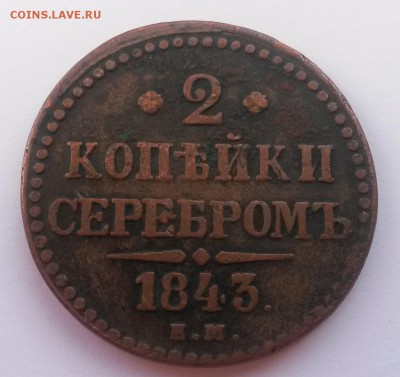 COINS.LAVE.RU
2
КОПѢЙКИ
СЕРЕБРОМЪ
1843.
Е.М.